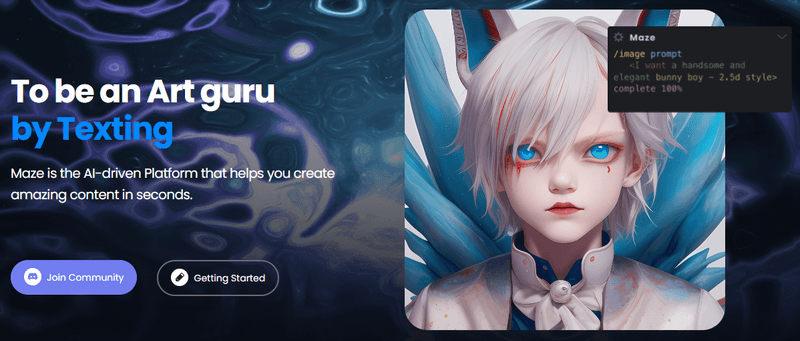 To be an Art guru
by Texting
Maze is the AI-driven Platform that helps you create
amazing content in seconds.
Join Community
Getting Started
Maze
/image prompt
<I want a handsome and
elegant bunny boy - 2.5d style>
complete 100%